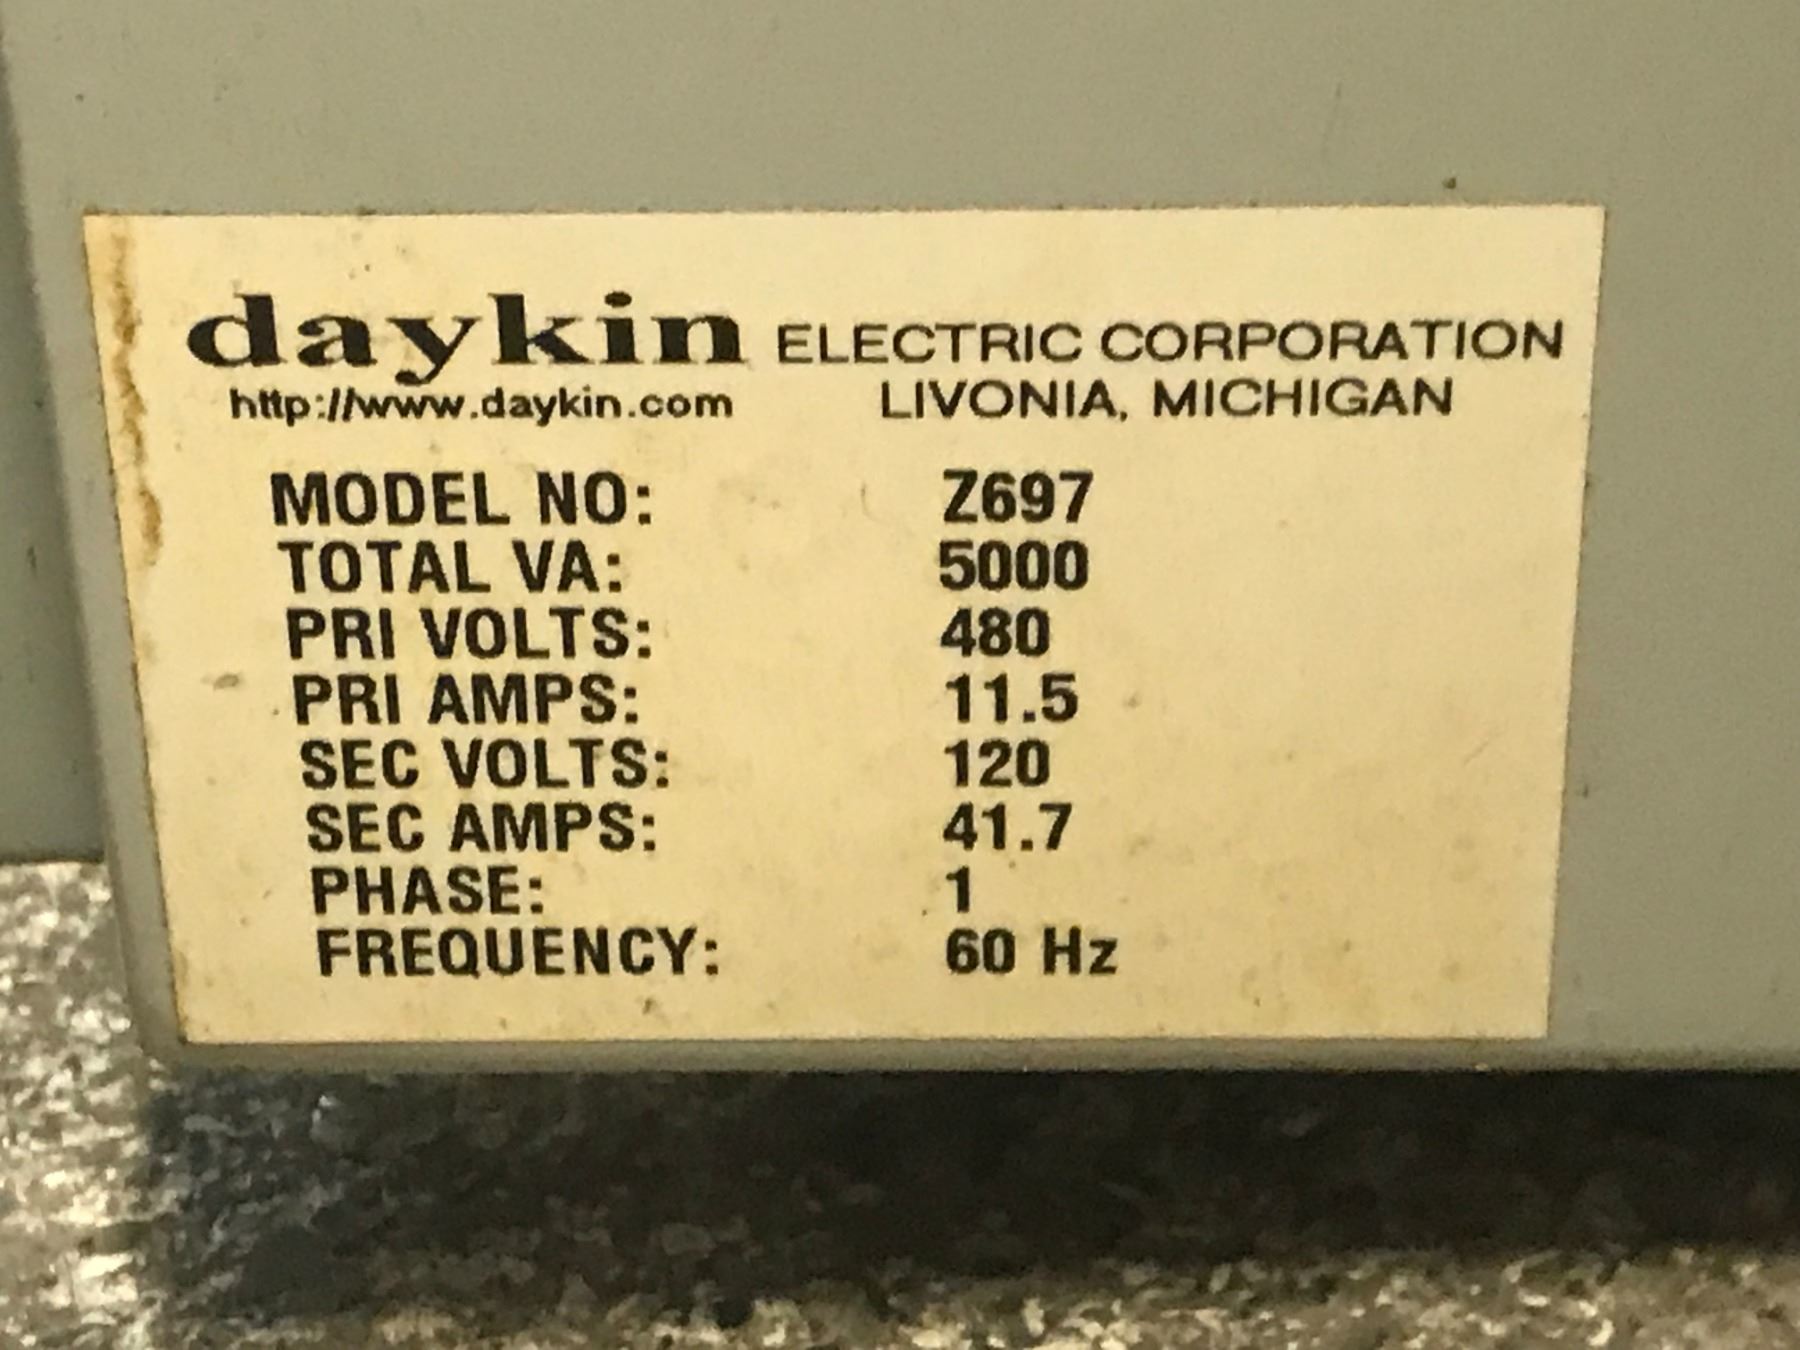 daykin ELECTRIC CORPORATION
http://www.daykin.com LIVONIA, MICHIGAN
MODEL NO: Z697
TOTAL VA: 5000
PRI VOLTS: 480
PRI AMPS: 11.5
SEC VOLTS: 120
SEC AMPS: 41.7
PHASE: 1
FREQUENCY: 60 Hz